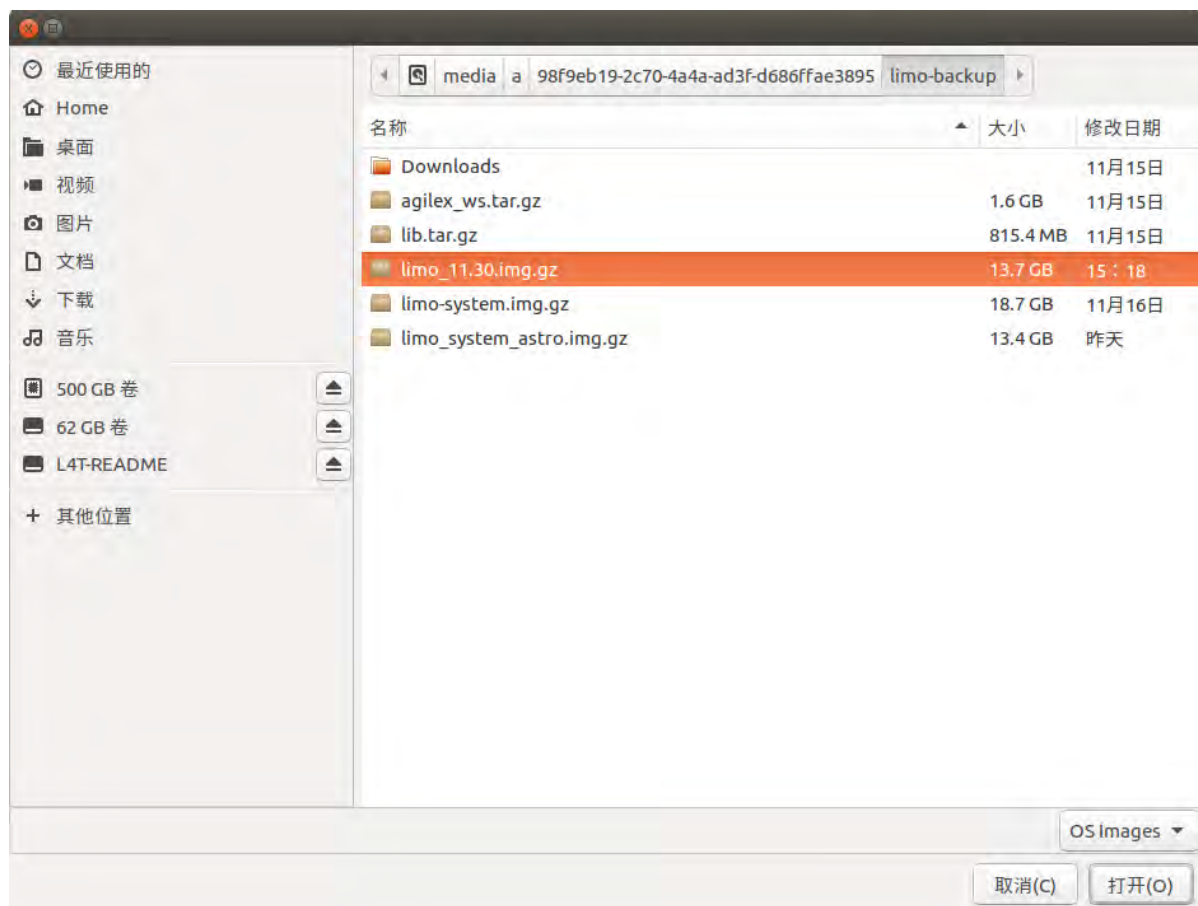 最近使用的
Home
桌面
视频
图片
文档
下载
音乐
500 GB 卷
62 GB 卷
L4T-README
+ 其他位置
media a 98f9eb19-2c70-4a4a-ad3f-d686ffae3895 limo-backup
名称 大小 修改日期
Downloads 11月15日
agilex_ws.tar.gz 1.6 GB 11月15日
lib.tar.gz 815.4 MB 11月15日
limo_11.30.img.gz 13.7 GB 15：18
limo-system.img.gz 18.7 GB 11月16日
limo_system_astro.img.gz 13.4 GB 昨天
OS Images
取消(C) 打开(O)